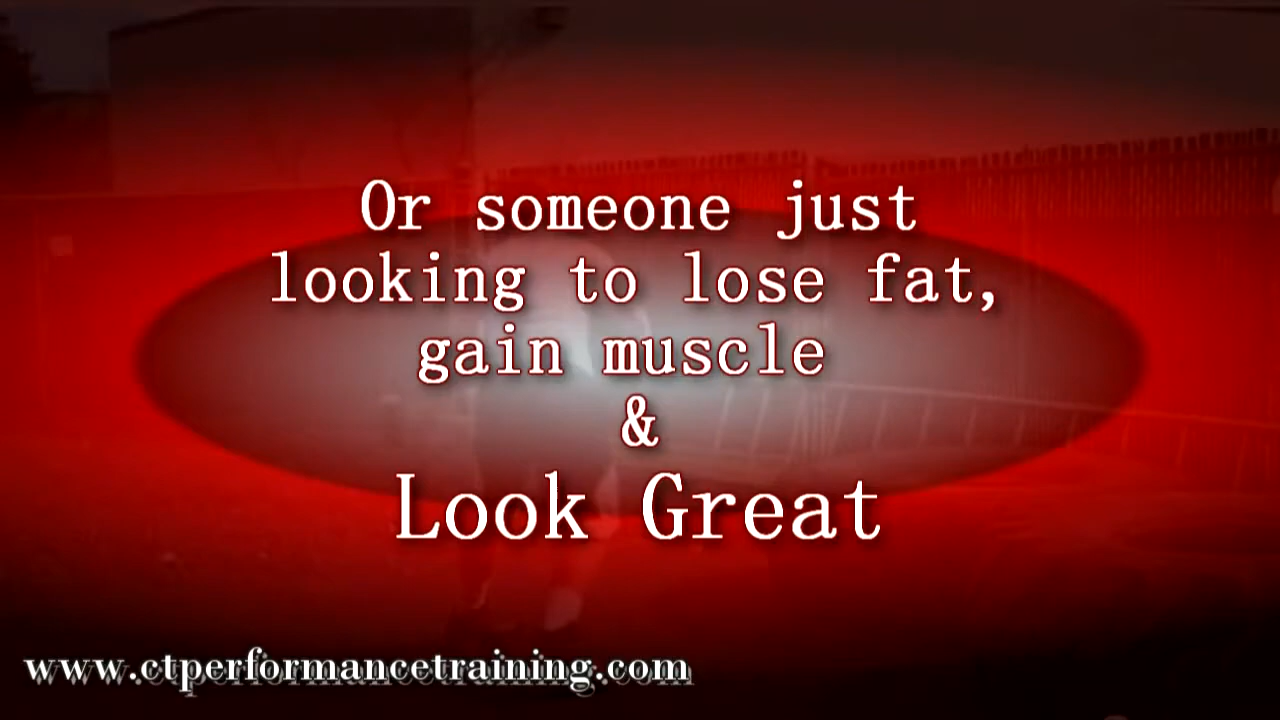 Or someone just
looking to lose fat,
gain muscle
&
Look Great
www.ctperformancetraining.com